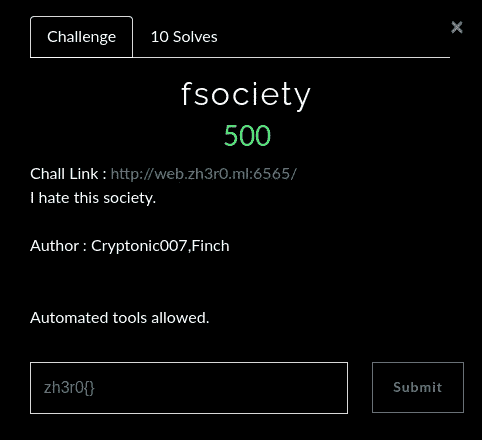 Challenge
10 Solves
×
fsociety
500
Chall Link : http://web.zh3r0.ml:6565/
I hate this society.
Author : Cryptonic007,Finch
Automated tools allowed.
zh3r0{}
Submit